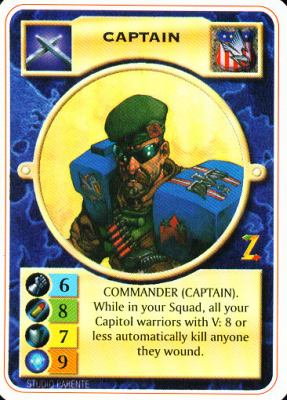 CAPTAIN
6
8
7
9
COMMANDER (CAPTAIN).
While in your Squad, all your
Capitol warriors with V: 8 or
less automatically kill anyone
they wound.
Z
STUDIO PARENTE